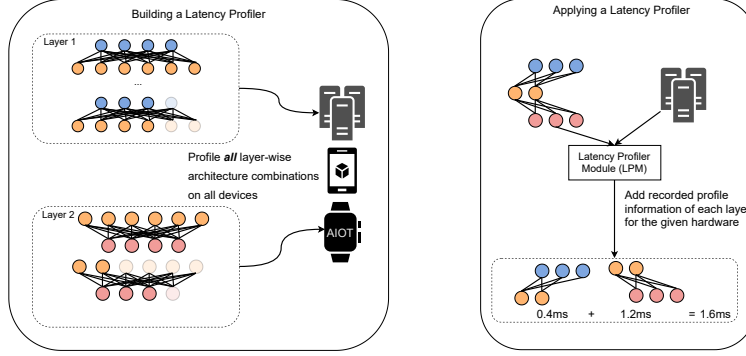 Building a Latency Profiler
Layer 1
...
Profile all layer-wise
architecture combinations
on all devices
Layer 2
AIOT
Applying a Latency Profiler
Latency Profiler
Module (LPM)
Add recorded profile
information of each laye
for the given hardware
0.4ms + 1.2ms = 1.6ms